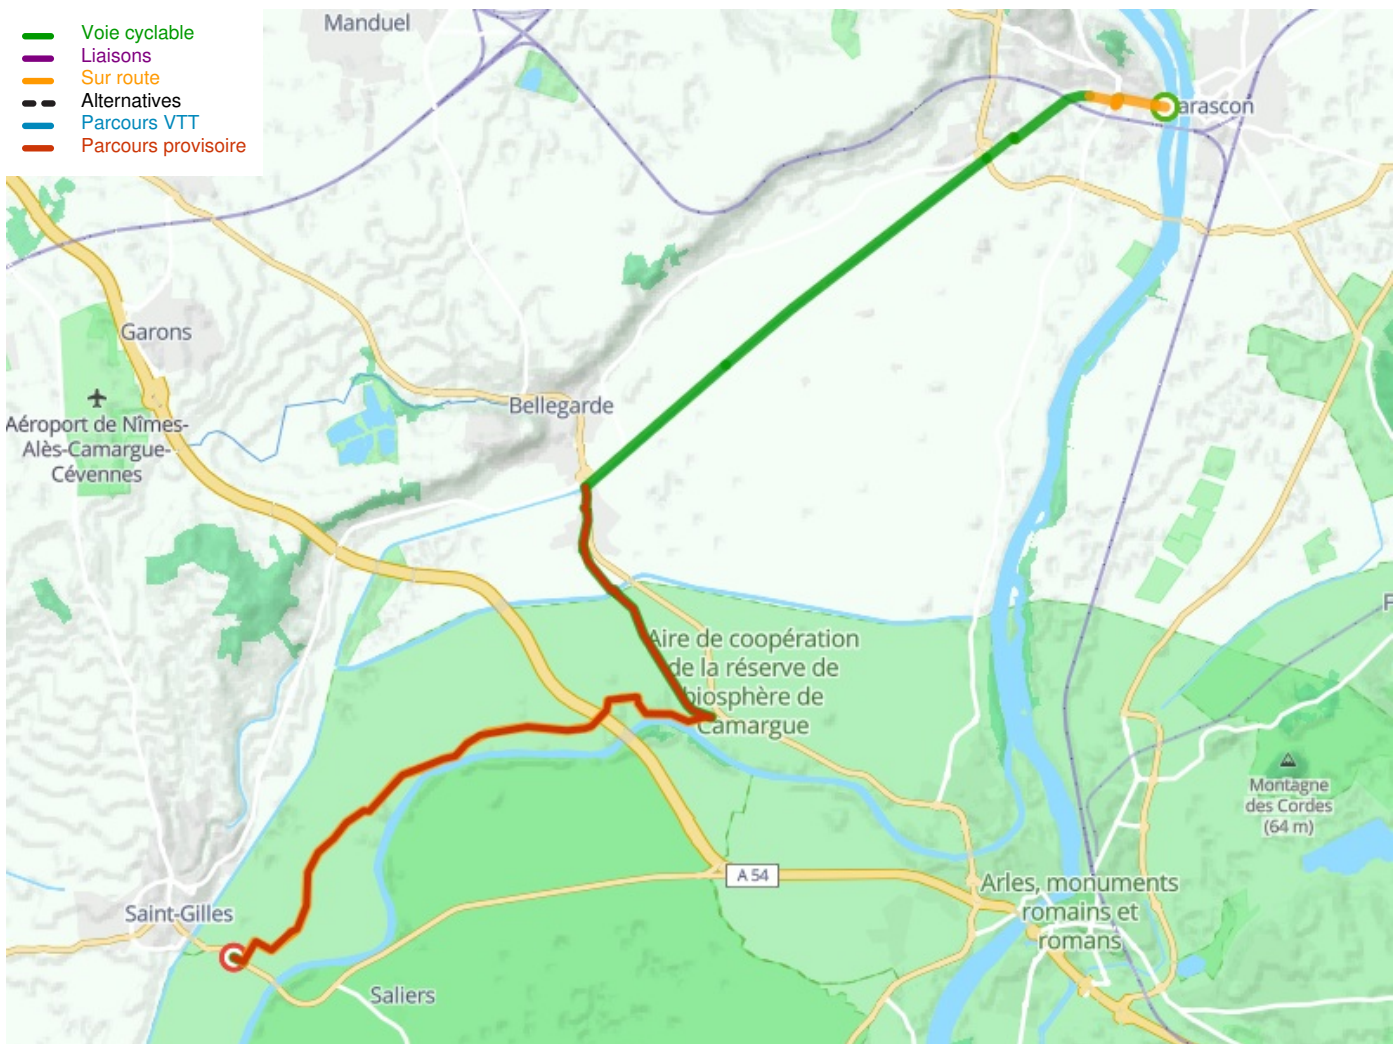 Voie cyclable
Liaisons
Sur route
Alternatives
Parcours VTT
Parcours provisoire
Manduel
arascon
Garons
Bellegarde
Aéroport de Nîmes-
Alès-Camargue-
Cévennes
Aire de coopération
de la réserve de
biosphère de
Camargue
F
Montagne
des Cordes
(64 m)
A 54
Arles, monuments
romains et
romans
Saint-Gilles
Saliers